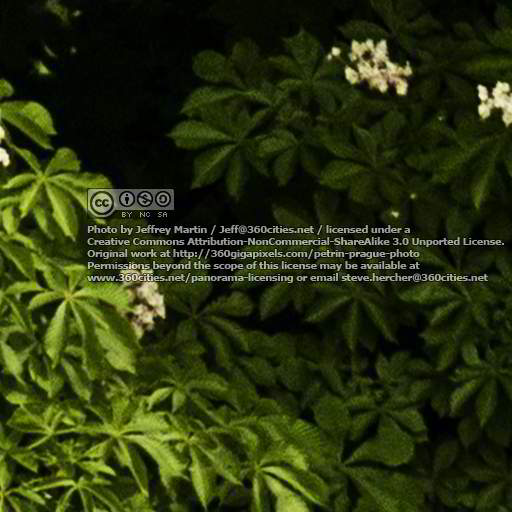 cc
BY NC SA
Photo by Jeffrey Martin / Jeff@360cities.net / licensed under a
Creative Commons Attribution-NonCommercial-ShareAlike 3.0 Unported License.
Original work at http://360gigapixels.com/petrin-prague-photo
Permissions beyond the scope of this license may be available at
www.360cities.net/panorama-licensing or email steve.hercher@360cities.net